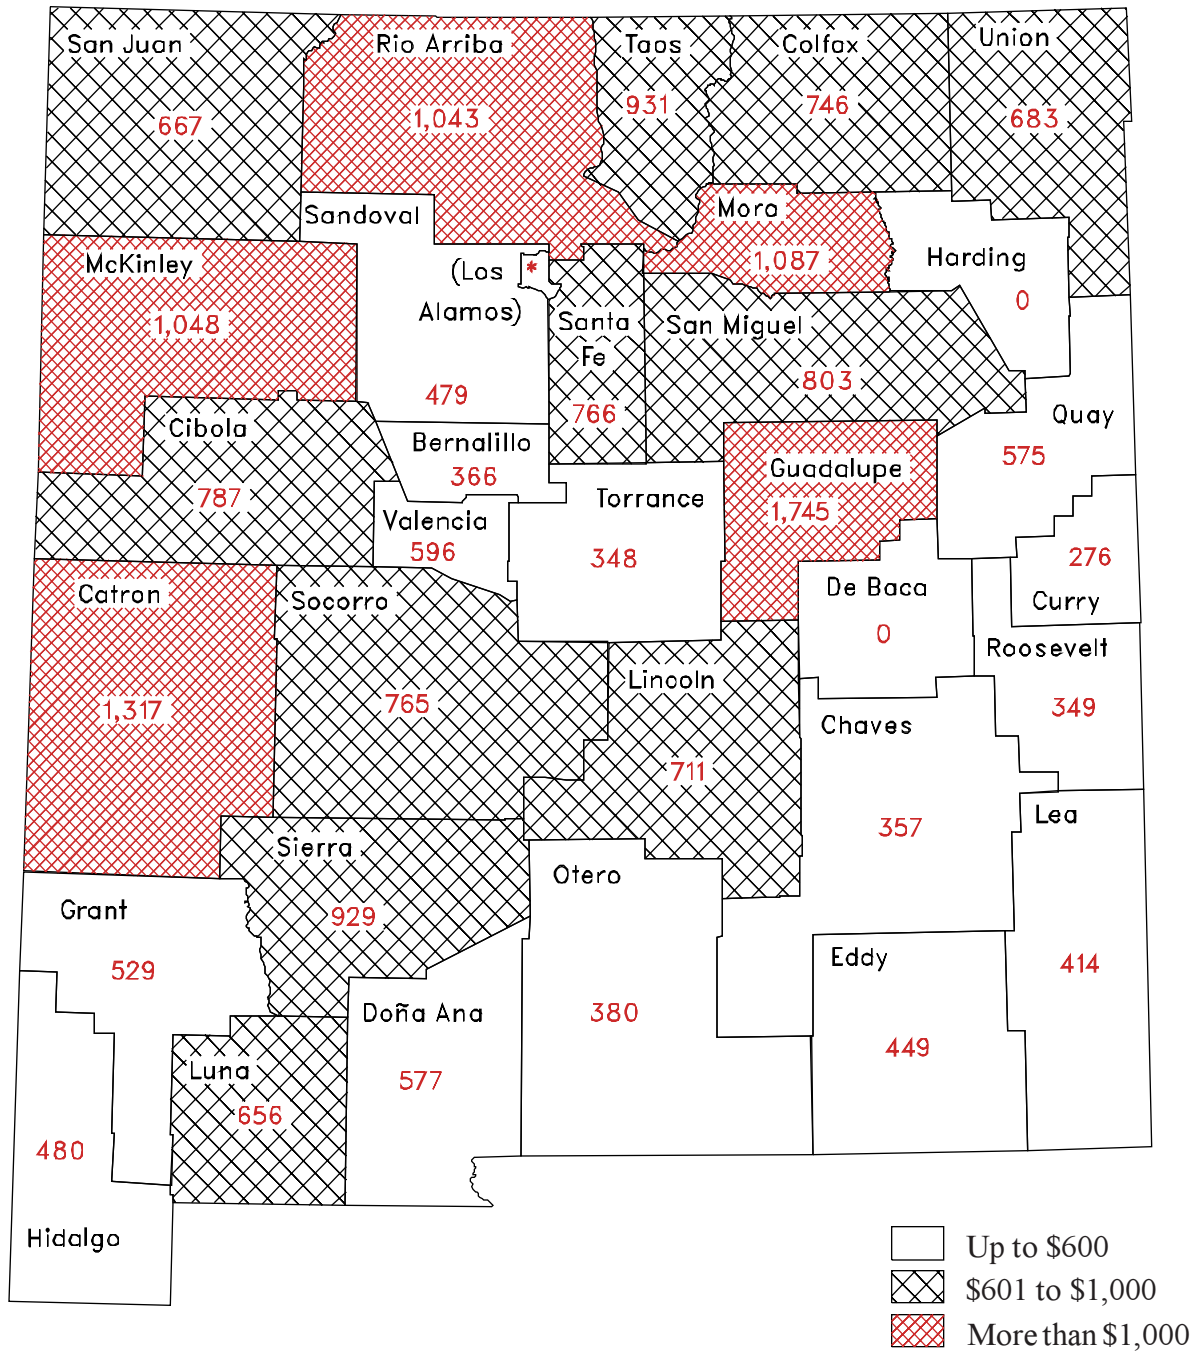 San Juan
667
Rio Arriba
1,043
Taos
931
Colfax
746
Union
683
Sandoval
479
(Los
Alamos)
*
Mora
1,087
Harding
0
McKinley
1,048
Santa
Fe
766
San Miguel
803
Quay
575
Cibola
787
Bernalillo
366
Guadalupe
1,745
Valencia
596
Torrance
348
276
Curry
De Baca
0
Catron
1,317
Socorro
765
Lincoln
711
Roosevelt
349
Chaves
357
Lea
414
Sierra
929
Otero
380
Grant
529
Eddy
449
Doña Ana
577
Luna
656
480
Hidalgo
Up to $600
$601 to $1,000
More than $1,000